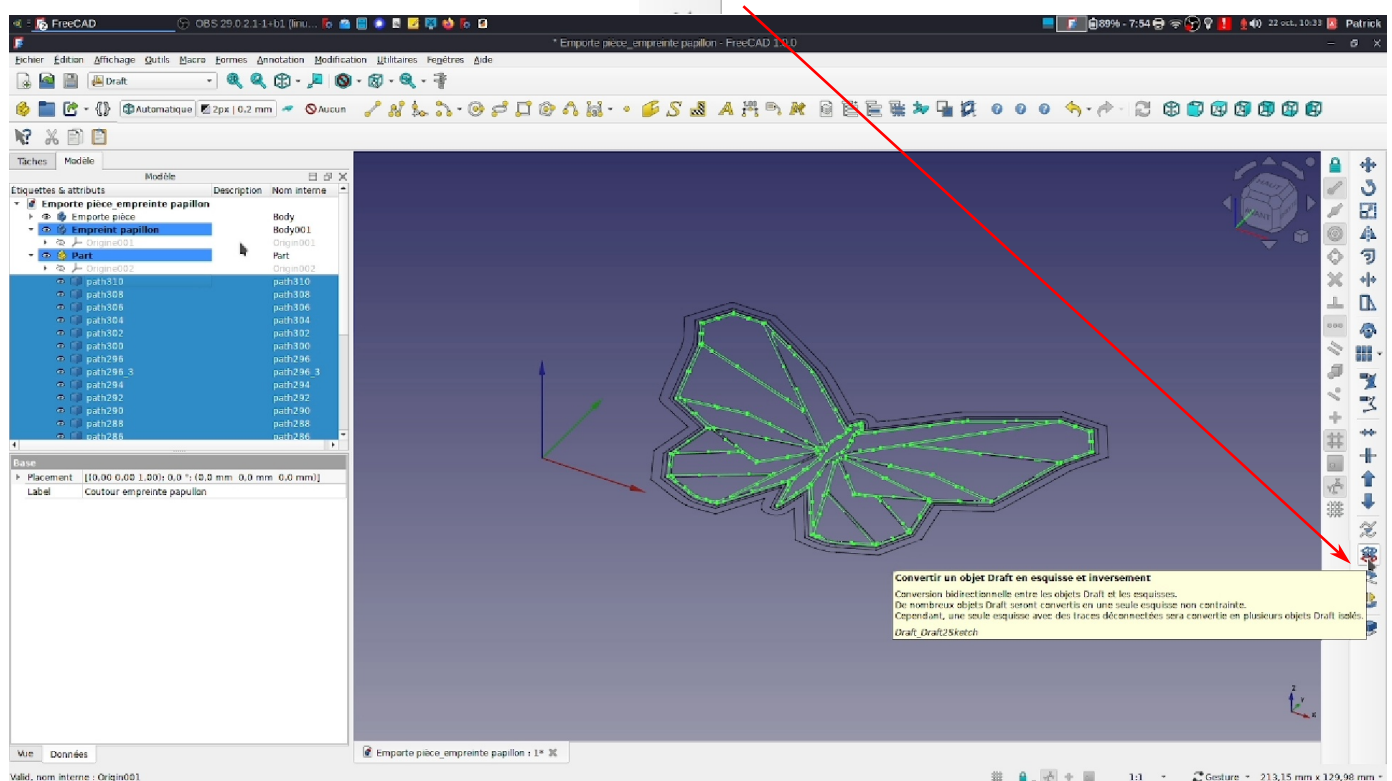 FreeCAD
OBS 29.0.2.1-1+b1 (linu...
89% - 7:54
22 oct., 10:33
Patrick
* Emporte pièce_empreinte papillon - FreeCAD 1.0.0
Fichier Édition Affichage Outils Macro Formes Annotation Modification Utilitaires Fenêtres Aide
Draft
Automatique
2px | 0,2 mm
Aucun
Tâches Modèle
Modèle
Étiquettes & attributs Description Nom interne
Emporte pièce_empreinte papillon
Emporte pièce Body
Empreint papillon Body001
Origine001 Origin001
Part Part
Origine002 Origin002
path310 path310
path308 path308
path306 path306
path304 path304
path302 path302
path300 path300
path296 path296
path296_3 path296_3
path294 path294
path292 path292
path290 path290
path288 path288
path286 path286
Base
Placement [(0,00 0,00 1,00); 0,0 °; (0,0 mm 0,0 mm 0,0 mm)]
Label Coutour empreinte papullon
HAUT
Convertir un objet Draft en esquisse et inversement
Conversion bidirectionnelle entre les objets Draft et les esquisses.
De nombreux objets Draft seront convertis en une seule esquisse non contrainte.
Cependant, une seule esquisse avec des traces déconnectées sera convertie en plusieurs objets Draft isolés.
Draft_Draft2Sketch
Z
Y
X
Vue Données
Emporte pièce_empreinte papillon : 1*
Valid, nom interne : Origin001
1:1
Gesture
213,15 mm x 129,98 mm